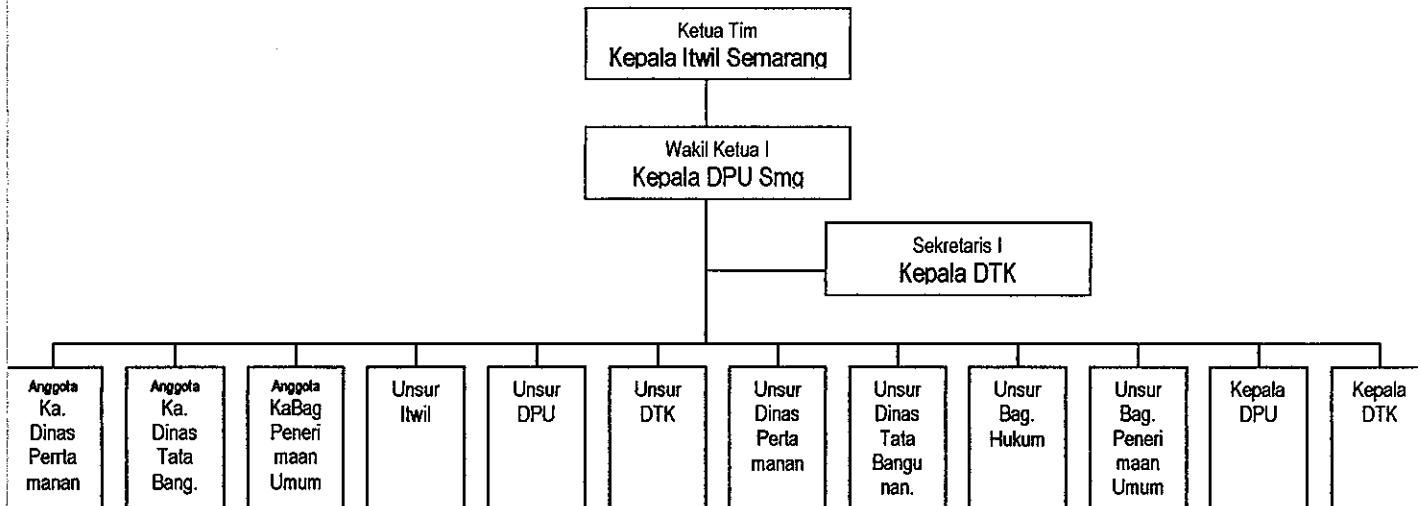 Ketua Tim
Kepala Itwil Semarang
Wakil Ketua I
Kepala DPU Smg
Sekretaris I
Kepala DTK
Anggota
Ka.
Dinas
Perrta
manan
Anggota
Ka.
Dinas
Tata
Bang.
Anggota
KaBag
Peneri
maan
Umum
Unsur
Itwil
Unsur
DPU
Unsur
DTK
Unsur
Dinas
Perta
manan
Unsur
Dinas
Tata
Bangu
nan.
Unsur
Bag.
Hukum
Unsur
Bag.
Peneri
maan
Umum
Kepala
DPU
Kepala
DTK